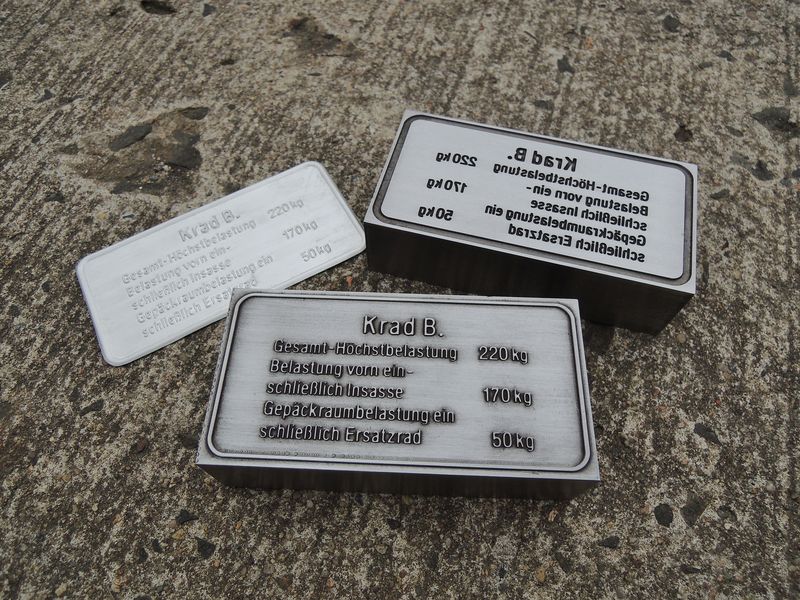 Krad B.
Gesamt-Höchstbelastung 220 kg
Belastung vorn ein-
schließlich Insasse 170 kg
Gepäckraumbelastung ein
schließlich Ersatzrad 50 kg
Krad B.
Gesamt-Höchstbelastung 220 kg
Belastung vorn ein-
schließlich Insasse 170 kg
Gepäckraumbelastung ein
schließlich Ersatzrad 50 kg
Krad B.
Gesamt-Höchstbelastung 220 kg
Belastung vorn ein-
schließlich Insasse 170 kg
Gepäckraumbelastung ein
schließlich Ersatzrad 50 kg